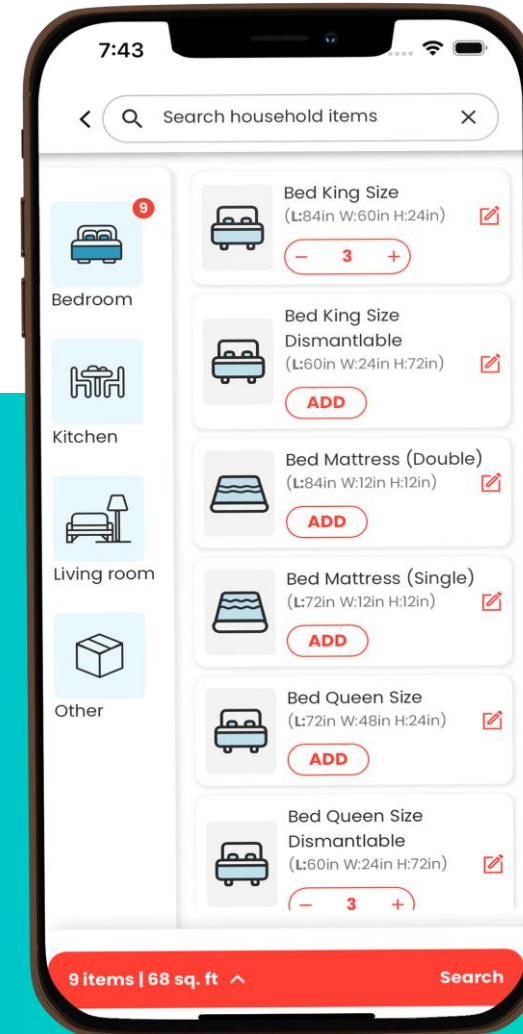 7:43
Search household items
9
Bedroom
Kitchen
Living room
Other
Bed King Size
(L:84in W:60in H:24in)
− 3 +
Bed King Size
Dismantlable
(L:60in W:24in H:72in)
ADD
Bed Mattress (Double)
(L:84in W:12in H:12in)
ADD
Bed Mattress (Single)
(L:72in W:12in H:12in)
ADD
Bed Queen Size
(L:72in W:48in H:24in)
ADD
Bed Queen Size
Dismantlable
(L:60in W:24in H:72in)
− 3 +
9 items | 68 sq. ft
Search